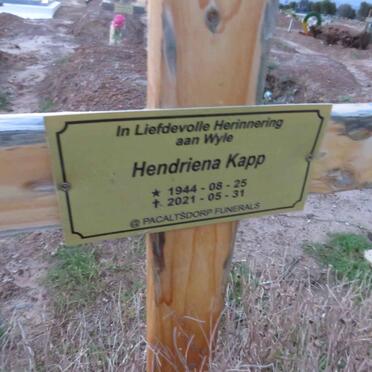 In Liefdevolle Herinnering
aan Wyle
Hendriena Kapp
★ 1944 - 08 - 25
✝ 2021 - 05 - 31
@ PACALTSDORP FUNERALS